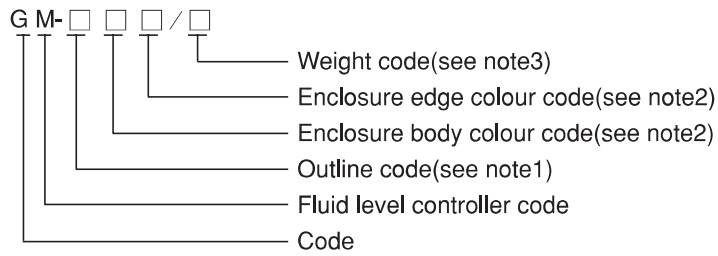 G M-□ □ □ / □
Weight code(see note3)
Enclosure edge colour code(see note2)
Enclosure body colour code(see note2)
Outline code(see note1)
Fluid level controller code
Code